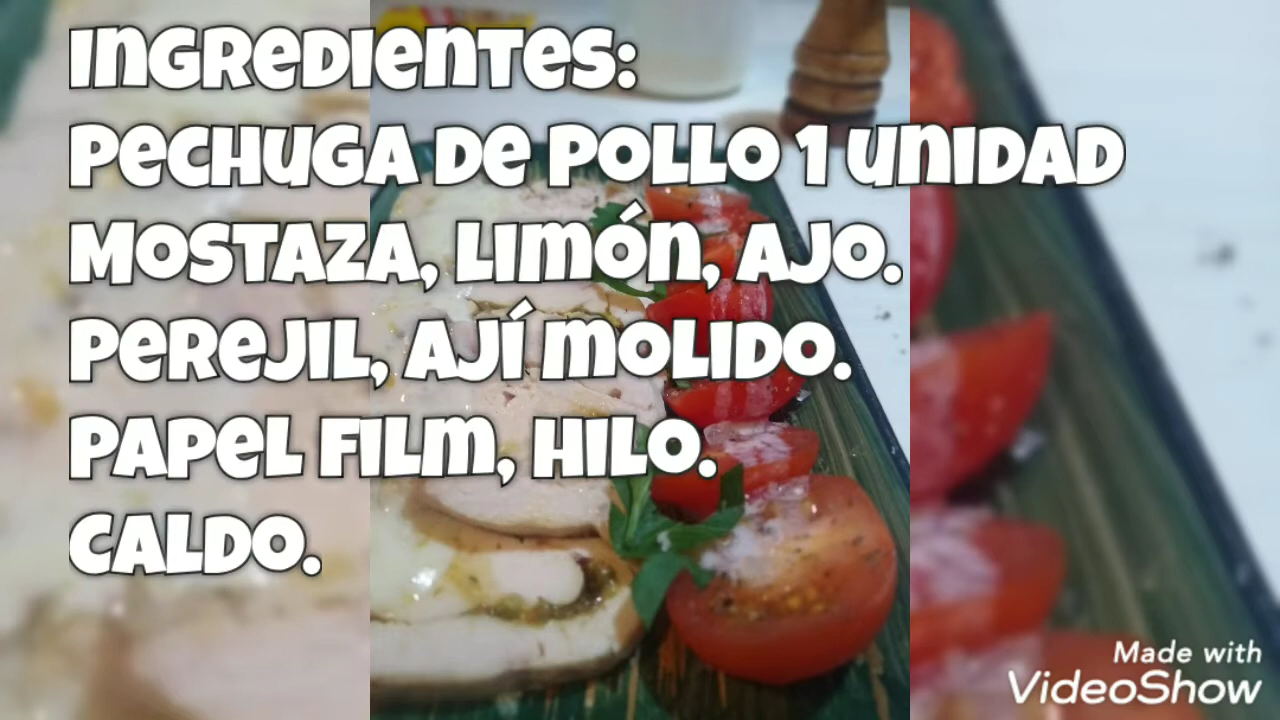 Ingredientes:
Pechuga de pollo 1 unidad
Mostaza, limón, ajo.
Perejil, ají molido.
Papel film, hilo.
Caldo.
Made with
VideoShow